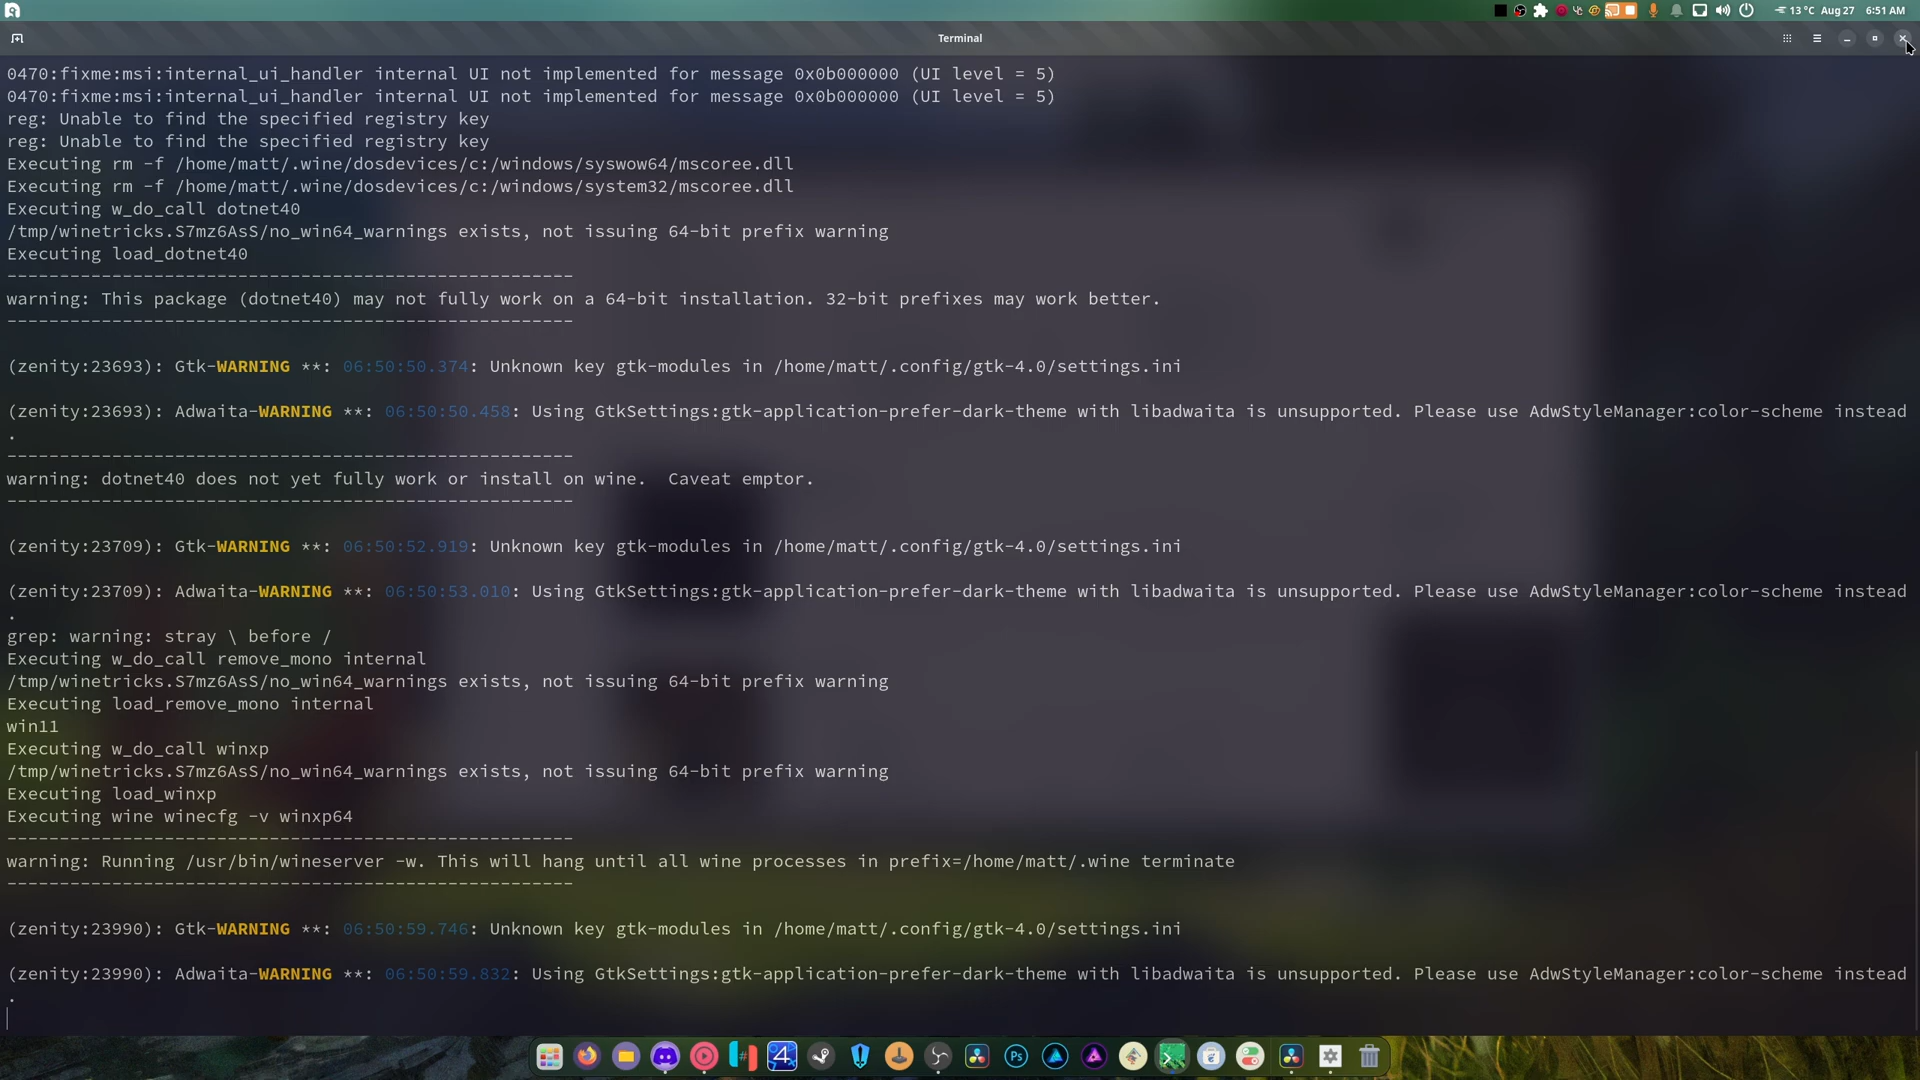 13 °C Aug 27 6:51 AM
Terminal
0470:fixme:msi:internal_ui_handler internal UI not implemented for message 0x0b000000 (UI level = 5)
0470:fixme:msi:internal_ui_handler internal UI not implemented for message 0x0b000000 (UI level = 5)
reg: Unable to find the specified registry key
reg: Unable to find the specified registry key
Executing rm -f /home/matt/.wine/dosdevices/c:/windows/syswow64/mscoree.dll
Executing rm -f /home/matt/.wine/dosdevices/c:/windows/system32/mscoree.dll
Executing w_do_call dotnet40
/tmp/winetricks.S7mz6AsS/no_win64_warnings exists, not issuing 64-bit prefix warning
Executing load_dotnet40
------------------------------------------------------
warning: This package (dotnet40) may not fully work on a 64-bit installation. 32-bit prefixes may work better.
------------------------------------------------------
(zenity:23693): Gtk-WARNING **: 06:50:50.374: Unknown key gtk-modules in /home/matt/.config/gtk-4.0/settings.ini
(zenity:23693): Adwaita-WARNING **: 06:50:50.458: Using GtkSettings:gtk-application-prefer-dark-theme with libadwaita is unsupported. Please use AdwStyleManager:color-scheme instead
.
------------------------------------------------------
warning: dotnet40 does not yet fully work or install on wine.  Caveat emptor.
------------------------------------------------------
(zenity:23709): Gtk-WARNING **: 06:50:52.919: Unknown key gtk-modules in /home/matt/.config/gtk-4.0/settings.ini
(zenity:23709): Adwaita-WARNING **: 06:50:53.010: Using GtkSettings:gtk-application-prefer-dark-theme with libadwaita is unsupported. Please use AdwStyleManager:color-scheme instead
.
grep: warning: stray \ before /
Executing w_do_call remove_mono internal
/tmp/winetricks.S7mz6AsS/no_win64_warnings exists, not issuing 64-bit prefix warning
Executing load_remove_mono internal
win11
Executing w_do_call winxp
/tmp/winetricks.S7mz6AsS/no_win64_warnings exists, not issuing 64-bit prefix warning
Executing load_winxp
Executing wine winecfg -v winxp64
------------------------------------------------------
warning: Running /usr/bin/wineserver -w. This will hang until all wine processes in prefix=/home/matt/.wine terminate
------------------------------------------------------
(zenity:23990): Gtk-WARNING **: 06:50:59.746: Unknown key gtk-modules in /home/matt/.config/gtk-4.0/settings.ini
(zenity:23990): Adwaita-WARNING **: 06:50:59.832: Using GtkSettings:gtk-application-prefer-dark-theme with libadwaita is unsupported. Please use AdwStyleManager:color-scheme instead
.
4
Ps